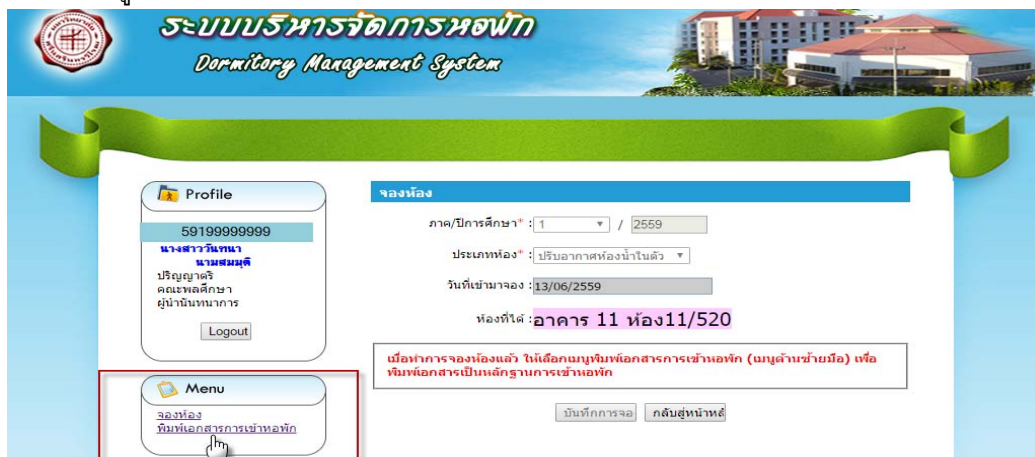 ระบบบริหารจัดการหอพัก
Dormitory Management System
Profile
59199999999
นางสาววันทนา
นามสมมุติ
ปริญญาตรี
คณะพลศึกษา
ผู้นำนันทนาการ
Logout
Menu
จองห้อง
พิมพ์เอกสารการเข้าหอพัก
จองห้อง
ภาค/ปีการศึกษา* : 1 / 2559
ประเภทห้อง* : ปรับอากาศห้องน้ำในตัว
วันที่เข้ามาจอง : 13/06/2559
ห้องที่ได้ : อาคาร 11 ห้อง11/520
เมื่อทำการจองห้องแล้ว ให้เลือกเมนูพิมพ์เอกสารการเข้าหอพัก (เมนูด้านซ้ายมือ) เพื่อ
พิมพ์เอกสารเป็นหลักฐานการเข้าหอพัก
บันทึกการจอ กลับสู่หน้าหลั